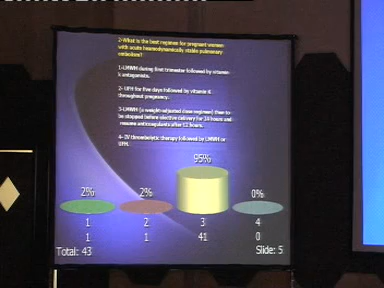 2-What is the best regimen for pregnant women
with acute heamodynamically stable pulmonary
embolism?
1-LMWH during first trimester followed by vitamin
k antagonists.
2- UFH for five days followed by vitamin K
throughout pregnancy.
3-LMWH (a weight-adjusted dose regimen) then to
be stopped before elective delivery for 24 hours and
resume anticoagulants after 12 hours.
4- IV thrombolytic therapy followed by LMWH or
UFH.
95%
2% 2% 0%
1 2 3 4
1 1 41 0
Total: 43 Slide: 5